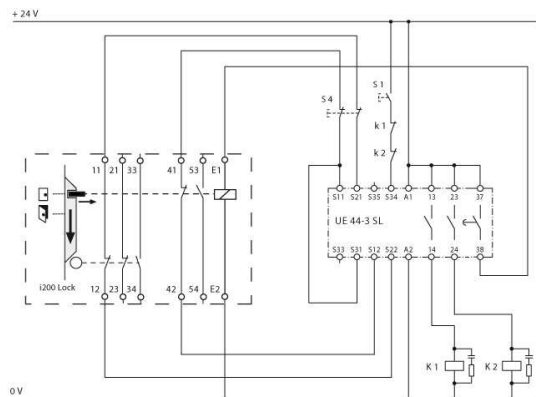 + 24 V
S 1
S 4
k 1
k 2
11 21 33 41 53 E1
S11 S21 S35 S34 A1 13 23 37
UE 44-3 SL
S33 S31 S12 S22 A2 14 24 38
i200 Lock
12 23 34 42 54 E2
K 1 K 2
0 V